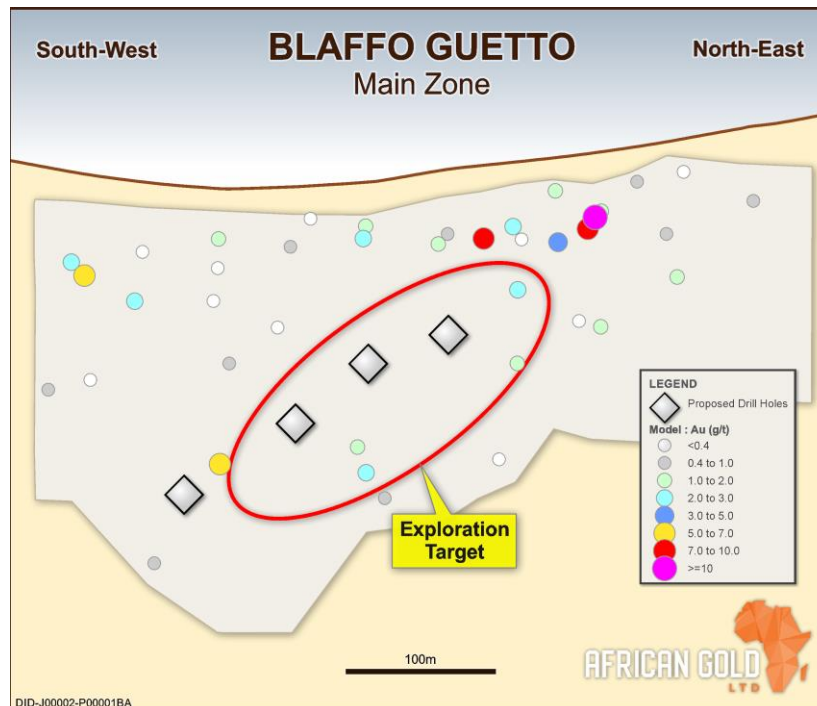 South-West
BLAFFO GUETTO
North-East
Main Zone
LEGEND
Proposed Drill Holes
Model : Au (g/t)
<0.4
0.4 to 1.0
1.0 to 2.0
2.0 to 3.0
3.0 to 5.0
5.0 to 7.0
7.0 to 10.0
>=10
Exploration
Target
100m
AFRICAN GOLD
LTD
DID-J00002-P00001BA